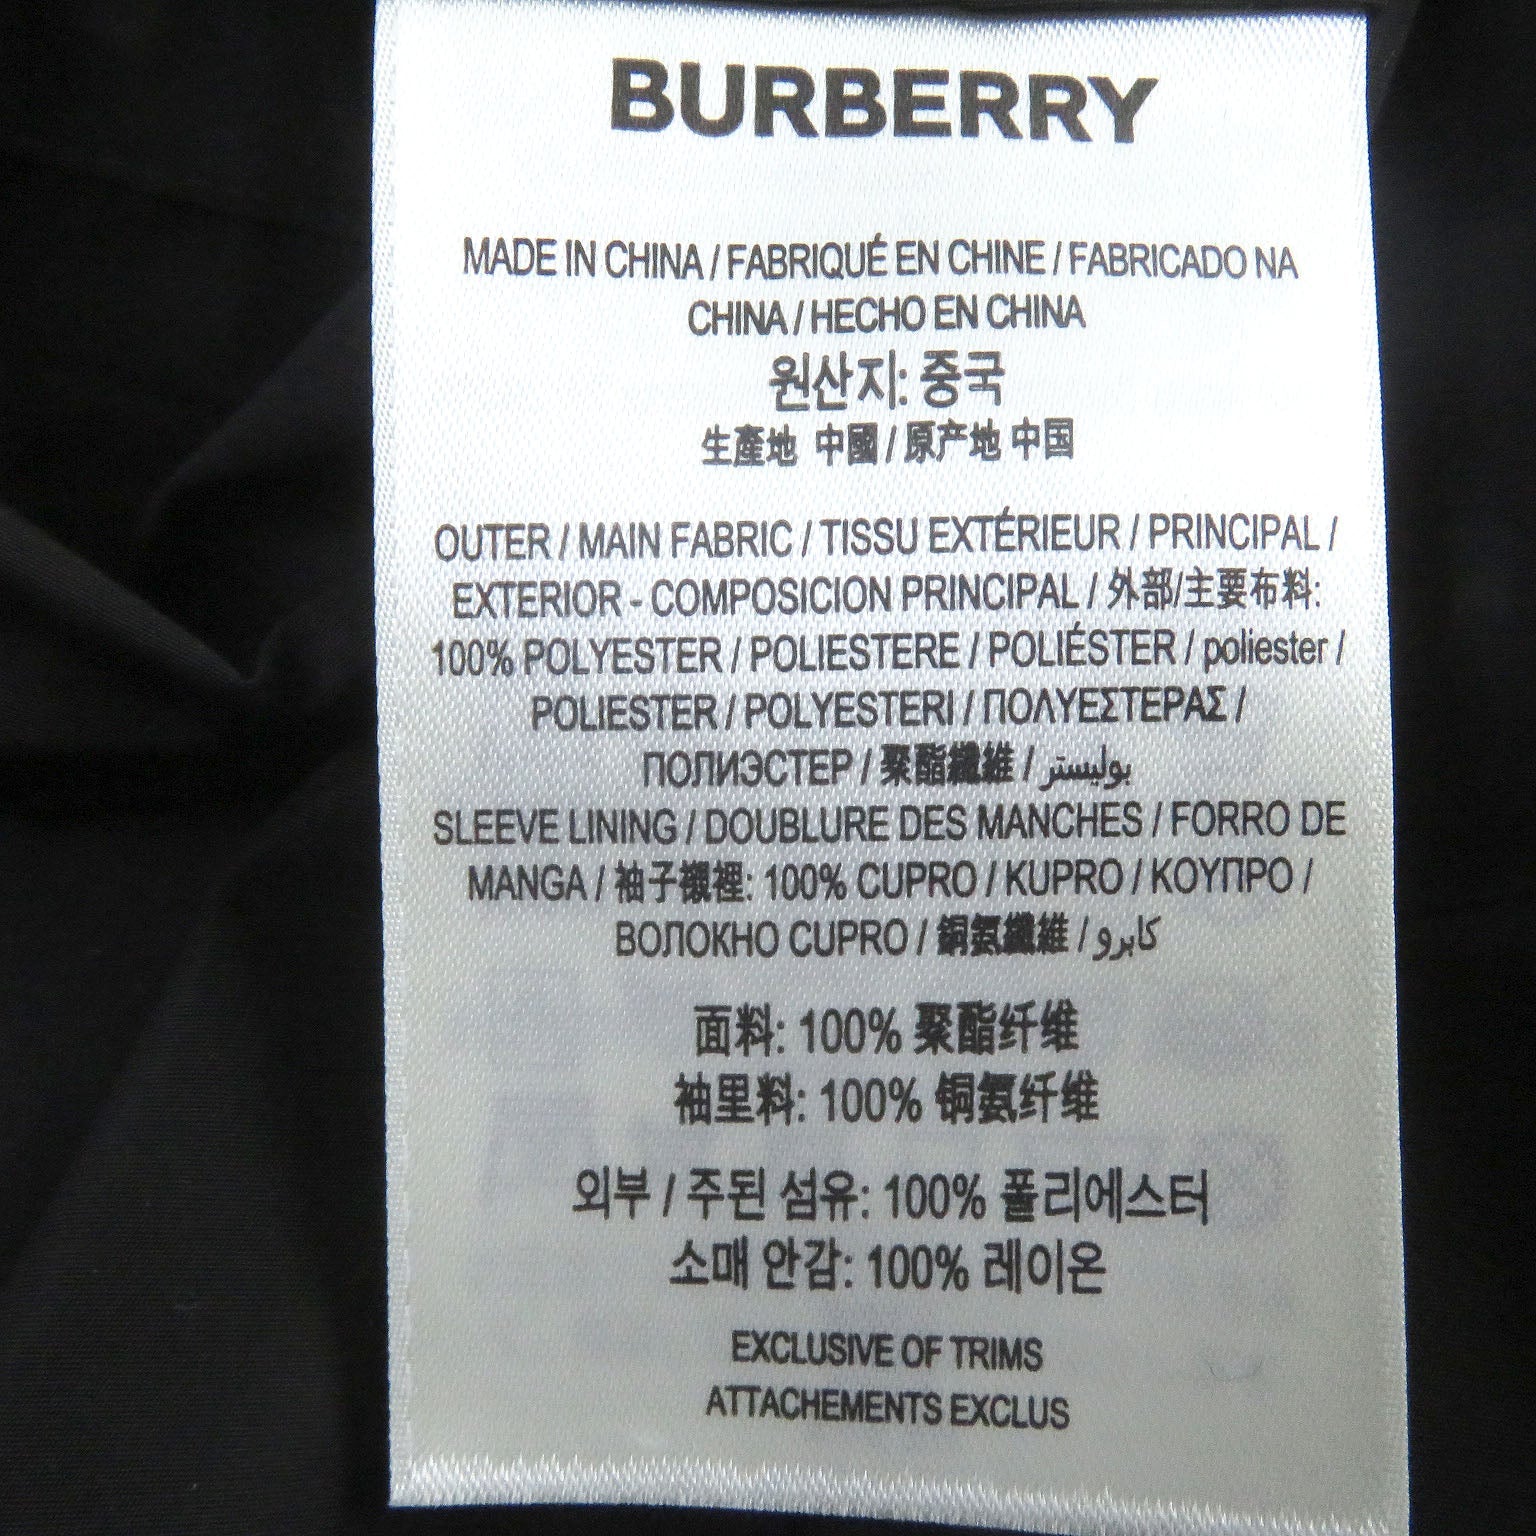 BURBERRY
MADE IN CHINA / FABRIQUÉ EN CHINE / FABRICADO NA
CHINA / HECHO EN CHINA
원산지: 중국
生產地 中國 / 原产地 中国
OUTER / MAIN FABRIC / TISSU EXTÉRIEUR / PRINCIPAL /
EXTERIOR - COMPOSICION PRINCIPAL / 外部/主要布料:
100% POLYESTER / POLIESTERE / POLIÉSTER / poliester /
POLIESTER / POLYESTERI / ΠΟΛΥΕΣΤΕΡΑΣ /
ПОЛИЭСТЕР / 聚酯纖維 / بوليستر
SLEEVE LINING / DOUBLURE DES MANCHES / FORRO DE
MANGA / 袖子襯裡: 100% CUPRO / KUPRO / ΚΟΥΠΡΟ /
ВОЛОКНО CUPRO / 銅氨纖維 / كابرو
面料: 100% 聚酯纤维
袖里料: 100% 铜氨纤维
외부 / 주된 섬유: 100% 폴리에스터
소매 안감: 100% 레이온
EXCLUSIVE OF TRIMS
ATTACHEMENTS EXCLUS